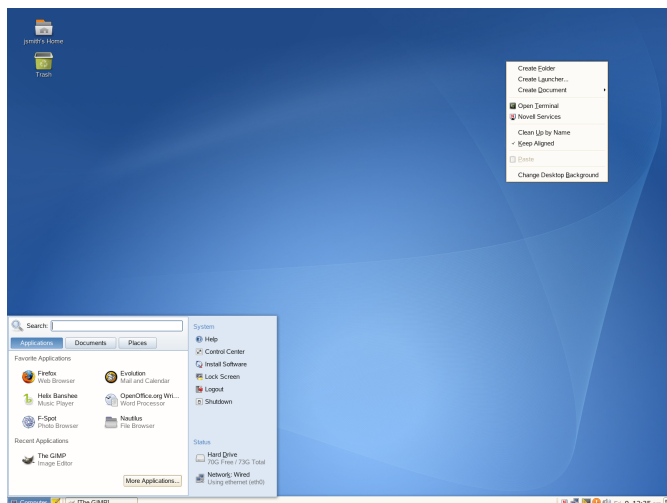 jsmith's Home
Trash
Create Folder
Create Launcher...
Create Document
Open Terminal
Novell Services
Clean Up by Name
Keep Aligned
Paste
Change Desktop Background
Search:
Applications
Documents
Places
Favorite Applications
Firefox
Web Browser
Evolution
Mail and Calendar
Helix Banshee
Music Player
OpenOffice.org Wri...
Word Processor
F-Spot
Photo Browser
Nautilus
File Browser
Recent Applications
The GIMP
Image Editor
More Applications...
System
Help
Control Center
Install Software
Lock Screen
Logout
Shutdown
Status
Hard Drive
70G Free / 73G Total
Network: Wired
Using ethernet (eth0)
Computer
[The GIMP]